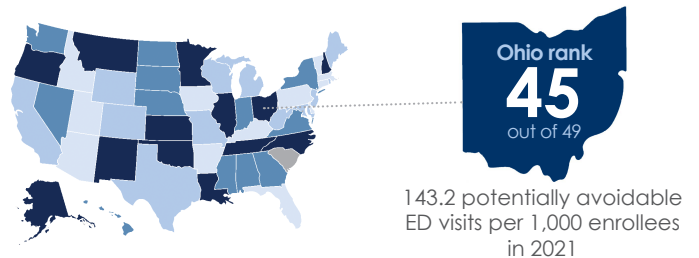 Ohio rank
45
out of 49
143.2 potentially avoidable
ED visits per 1,000 enrollees
in 2021